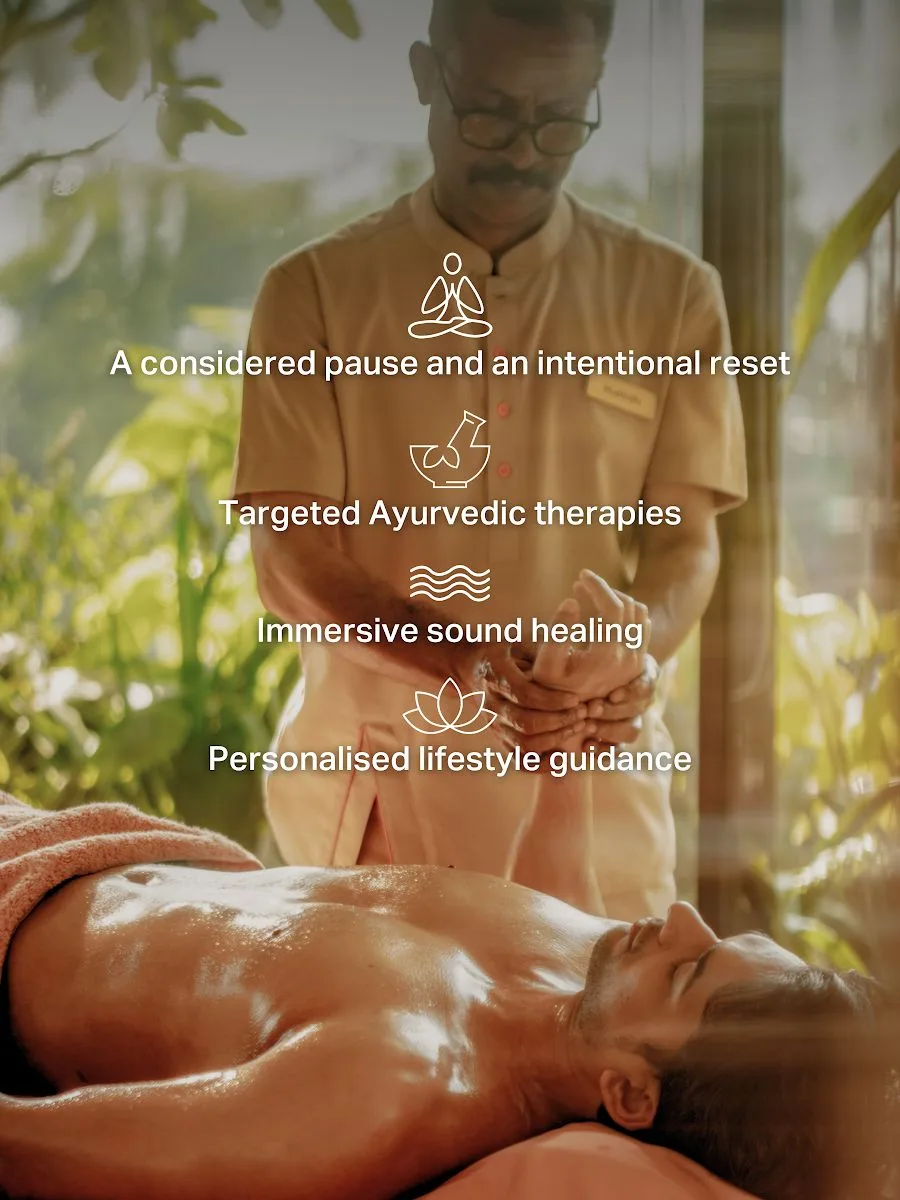 A considered pause and an intentional reset
Targeted Ayurvedic therapies
Immersive sound healing
Personalised lifestyle guidance